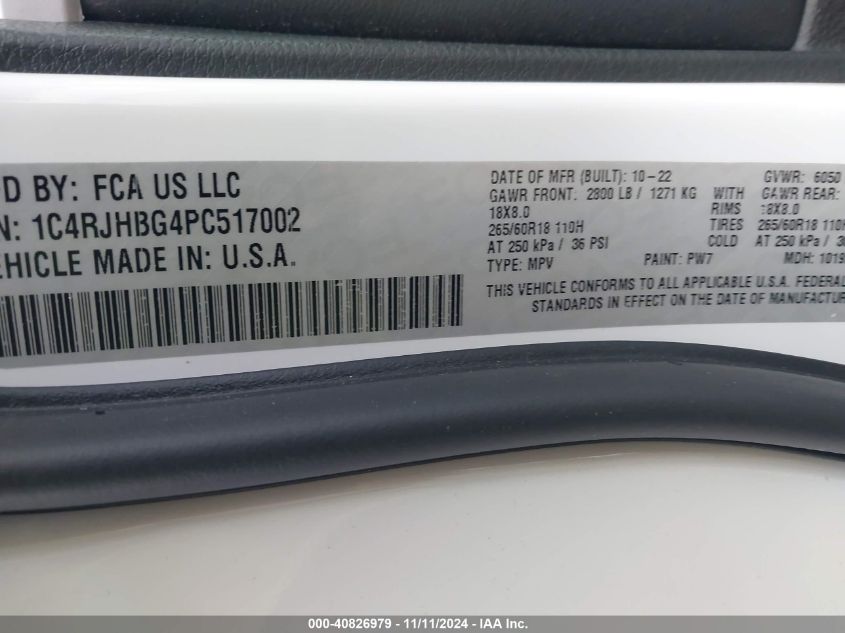 D BY: FCA US LLC
N: 1C4RJHBG4PC517002
EHICLE MADE IN: U.S.A.
DATE OF MFR (BUILT): 10-22 GVWR: 6050
GAWR FRONT: 2800 LB / 1271 KG WITH GAWR REAR:
18X8.0 RIMS 18X8.0
265/60R18 110H TIRES 265/60R18 110H
AT 250 kPa / 36 PSI COLD AT 250 kPa /
TYPE: MPV PAINT: PW7 MDH: 1019
THIS VEHICLE CONFORMS TO ALL APPLICABLE U.S.A. FEDERAL
STANDARDS IN EFFECT ON THE DATE OF MANUFACTUR
000-40826979 - 11/11/2024 - IAA Inc.